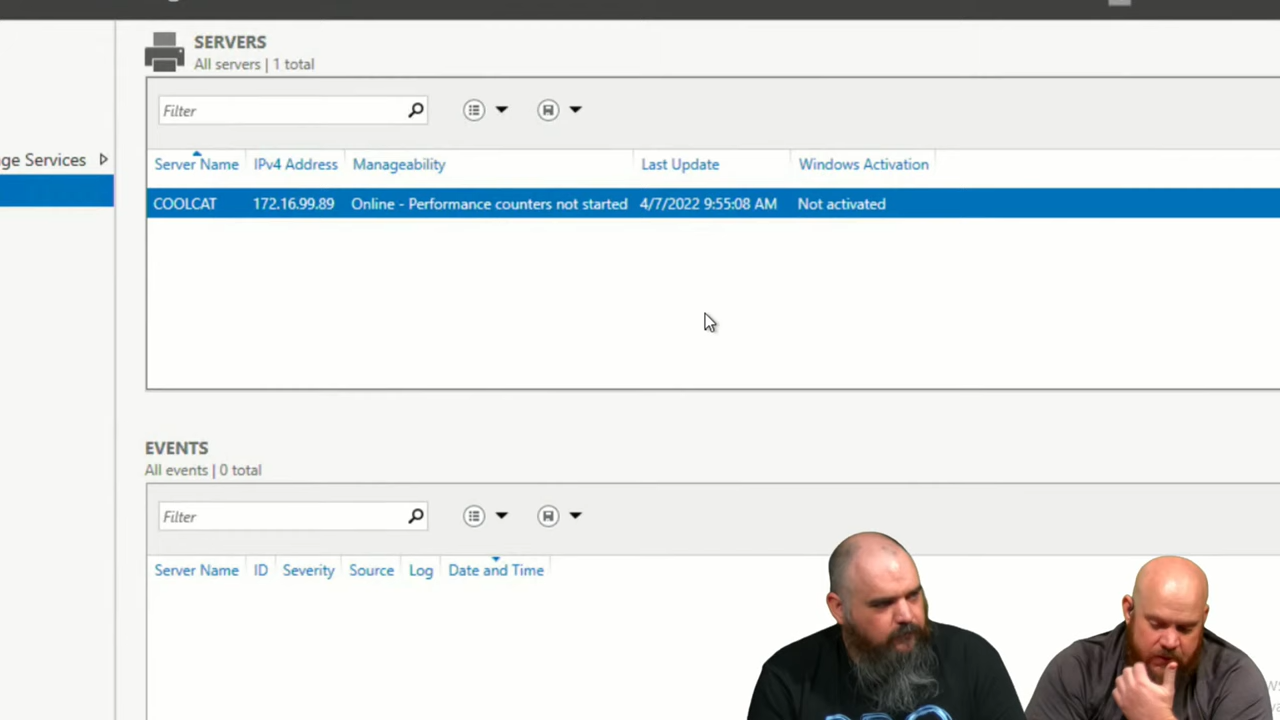 SERVERS
All servers | 1 total
Filter
ge Services
Server Name IPv4 Address Manageability Last Update Windows Activation
COOLCAT 172.16.99.89 Online - Performance counters not started 4/7/2022 9:55:08 AM Not activated
EVENTS
All events | 0 total
Filter
Server Name ID Severity Source Log Date and Time